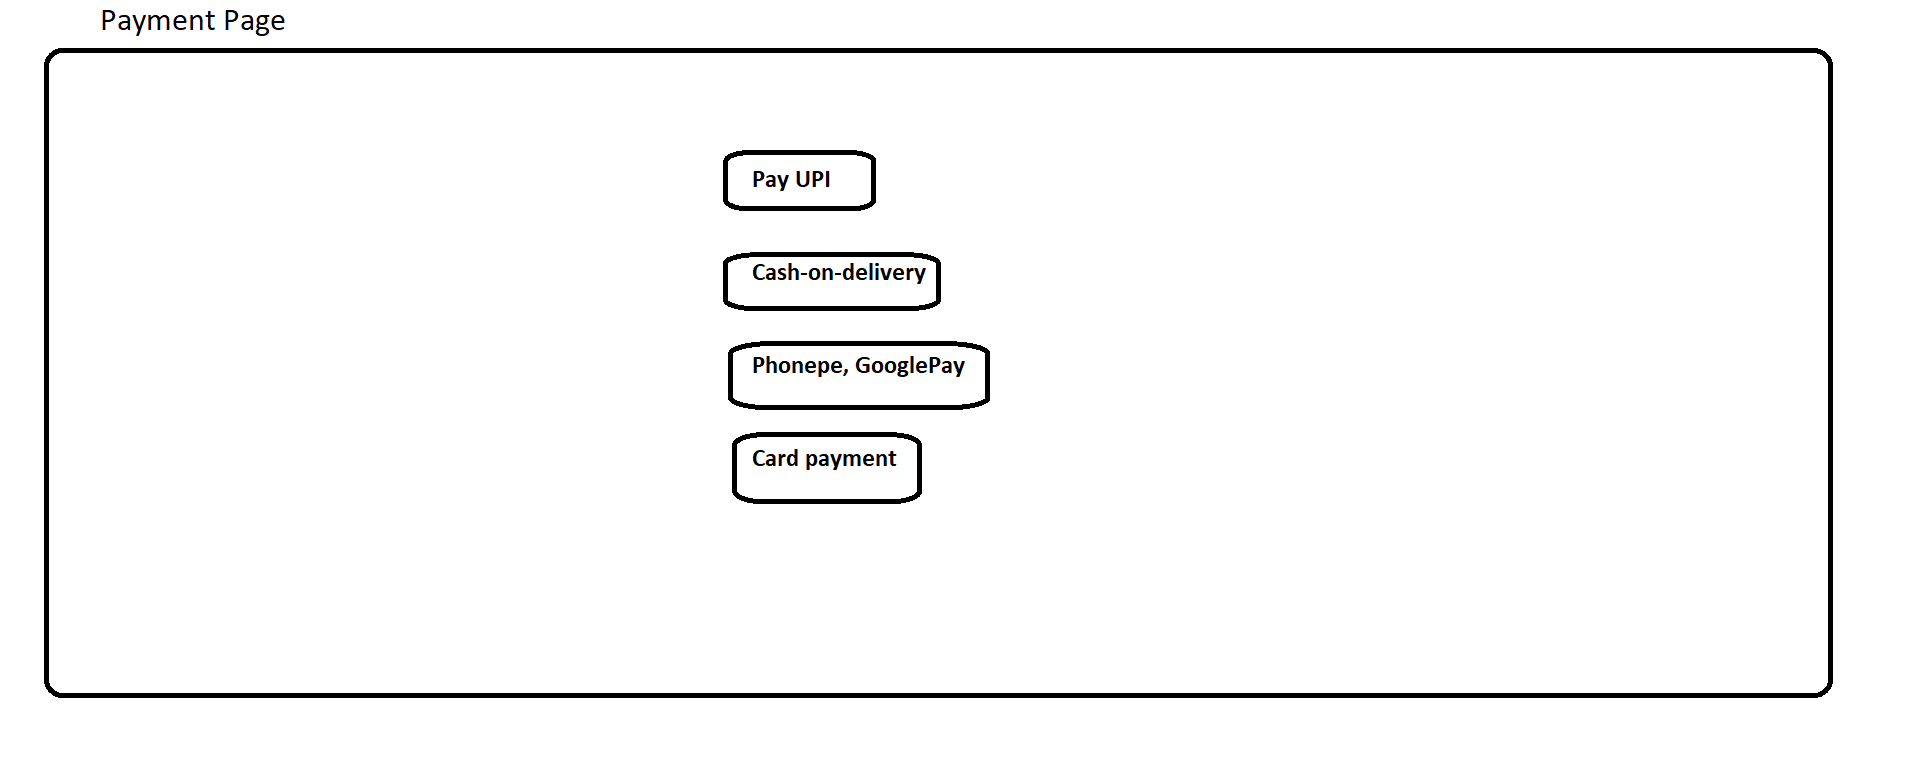 Payment Page
Pay UPI
Cash-on-delivery
Phonepe, GooglePay
Card payment